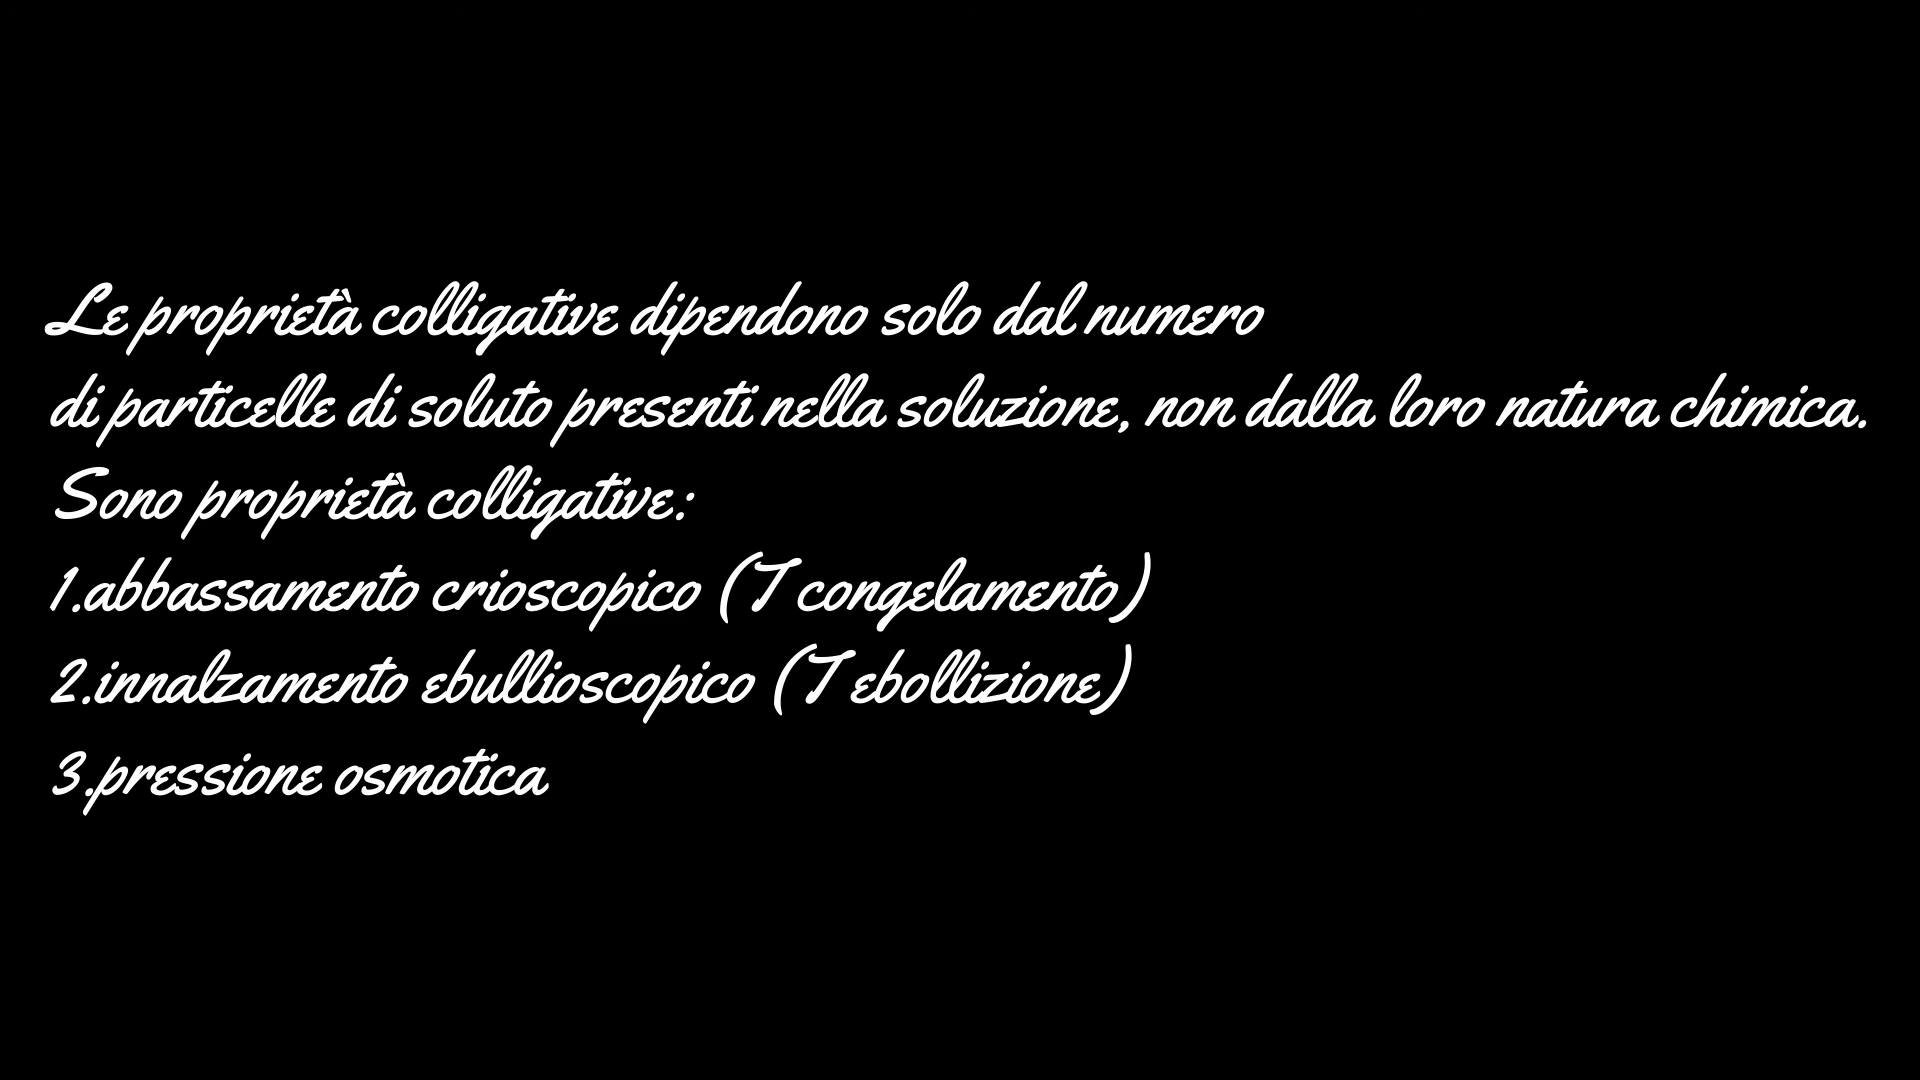 Le proprietà colligative dipendono solo dal numero
di particelle di soluto presenti nella soluzione, non dalla loro natura chimica.
Sono proprietà colligative:
1.abbassamento crioscopico (T congelamento)
2.innalzamento ebullioscopico (T ebollizione)
3.pressione osmotica